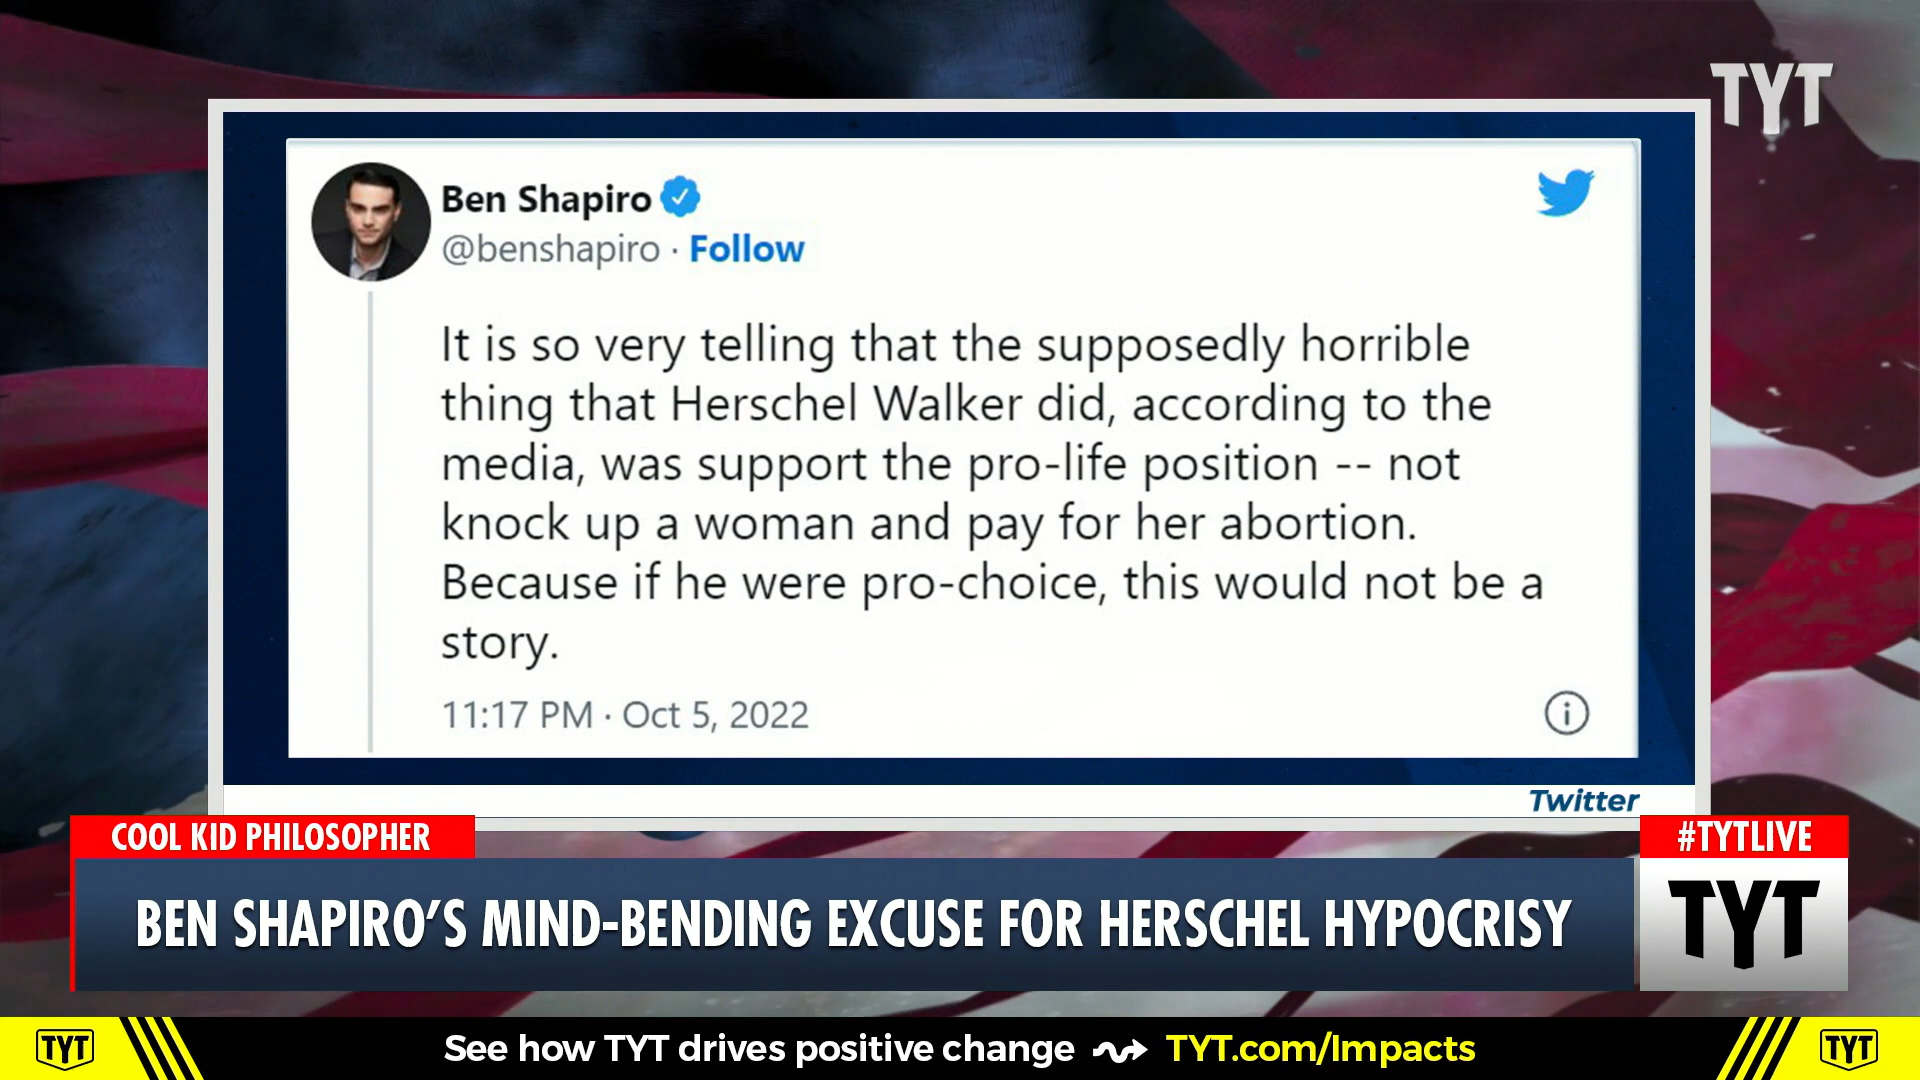 TYT
Ben Shapiro
@benshapiro · Follow
It is so very telling that the supposedly horrible
thing that Herschel Walker did, according to the
media, was support the pro-life position -- not
knock up a woman and pay for her abortion.
Because if he were pro-choice, this would not be a
story.
11:17 PM · Oct 5, 2022
Twitter
COOL KID PHILOSOPHER
#TYTLIVE
BEN SHAPIRO’S MIND-BENDING EXCUSE FOR HERSCHEL HYPOCRISY
TYT
TYT
See how TYT drives positive change TYT.com/Impacts
TYT